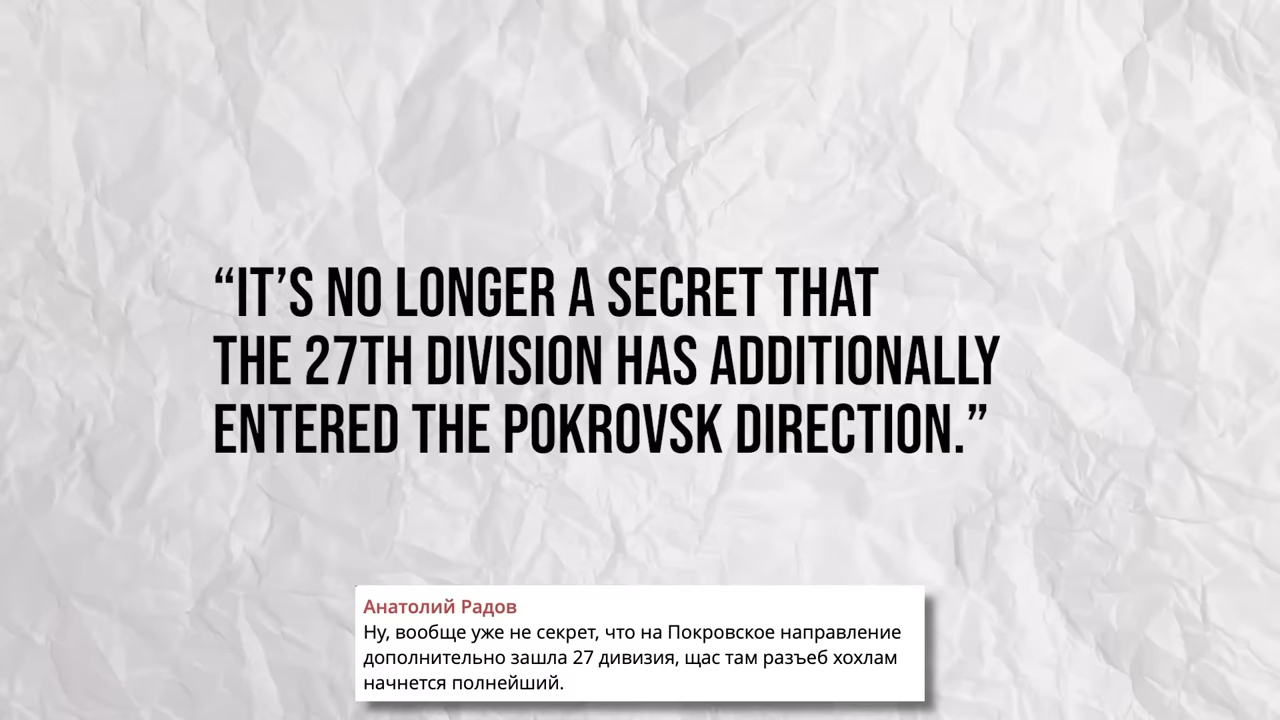 “IT’S NO LONGER A SECRET THAT
THE 27TH DIVISION HAS ADDITIONALLY
ENTERED THE POKROVSK DIRECTION.”
Анатолий Радов
Ну, вообще уже не секрет, что на Покровское направление
дополнительно зашла 27 дивизия, щас там разъеб хохлам
начнется полнейший.